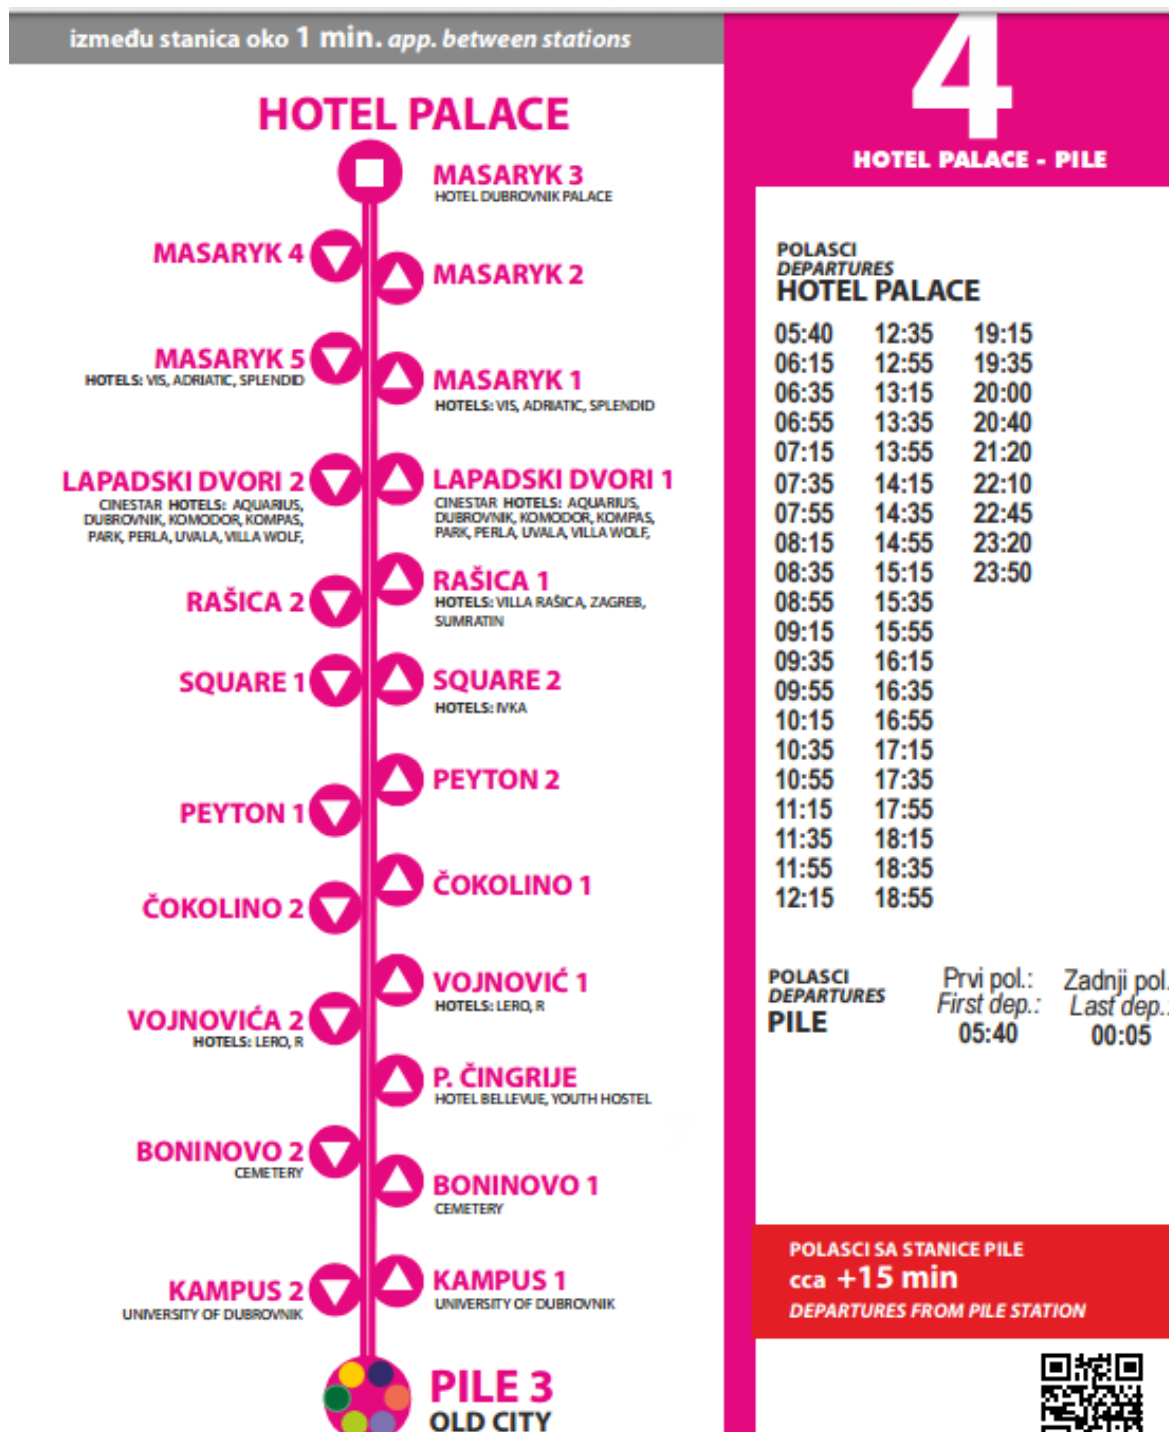 između stanica oko 1 min. app. between stations
HOTEL PALACE
MASARYK 3
HOTEL DUBROVNIK PALACE
MASARYK 4
MASARYK 2
MASARYK 5
HOTELS: VIS, ADRIATIC, SPLENDID
MASARYK 1
HOTELS: VIS, ADRIATIC, SPLENDID
LAPADSKI DVORI 2
CINESTAR HOTELS: AQUARIUS,
DUBROVNIK, KOMODOR, KOMPAS,
PARK, PERLA, UVALA, VILLA WOLF,
LAPADSKI DVORI 1
CINESTAR HOTELS: AQUARIUS,
DUBROVNIK, KOMODOR, KOMPAS,
PARK, PERLA, UVALA, VILLA WOLF,
RAŠICA 1
HOTELS: VILLA RAŠICA, ZAGREB,
SUMRATIN
RAŠICA 2
SQUARE 1
SQUARE 2
HOTELS: IVKA
PEYTON 2
PEYTON 1
ČOKOLINO 1
ČOKOLINO 2
VOJNOVIĆ 1
HOTELS: LERO, R
VOJNOVIĆA 2
HOTELS: LERO, R
P. ČINGRIJE
HOTEL BELLEVUE, YOUTH HOSTEL
BONINOVO 2
CEMETERY
BONINOVO 1
CEMETERY
KAMPUS 2
UNIVERSITY OF DUBROVNIK
KAMPUS 1
UNIVERSITY OF DUBROVNIK
PILE 3
OLD CITY
4
HOTEL PALACE - PILE
POLASCI
DEPARTURES
HOTEL PALACE
05:40 12:35 19:15
06:15 12:55 19:35
06:35 13:15 20:00
06:55 13:35 20:40
07:15 13:55 21:20
07:35 14:15 22:10
07:55 14:35 22:45
08:15 14:55 23:20
08:35 15:15 23:50
08:55 15:35
09:15 15:55
09:35 16:15
09:55 16:35
10:15 16:55
10:35 17:15
10:55 17:35
11:15 17:55
11:35 18:15
11:55 18:35
12:15 18:55
POLASCI
DEPARTURES
PILE
Prvi pol.:
First dep.:
05:40
Zadnji pol.:
Last dep.:
00:05
POLASCI SA STANICE PILE
cca +15 min
DEPARTURES FROM PILE STATION